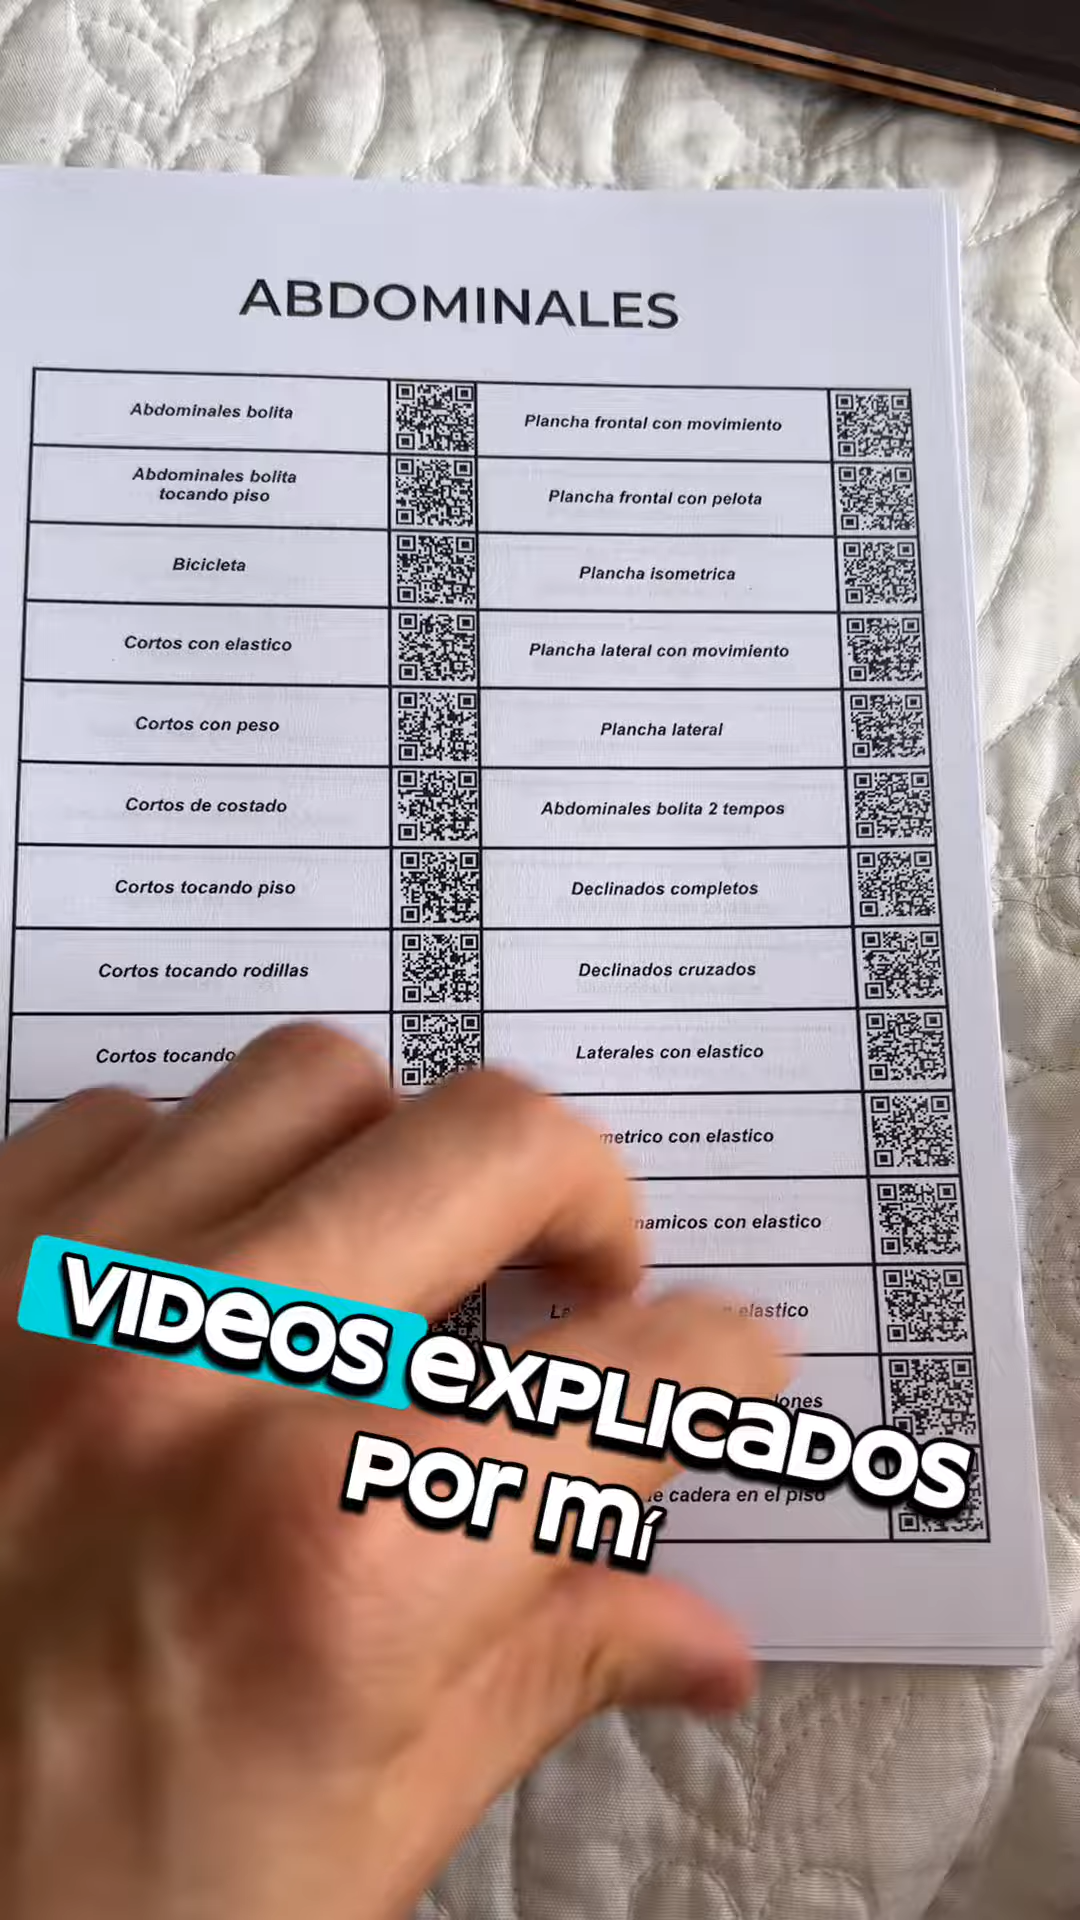 ABDOMINALES
Abdominales bolita
Abdominales bolita
tocando piso
Bicicleta
Cortos con elastico
Cortos con peso
Cortos de costado
Cortos tocando piso
Cortos tocando rodillas
Cortos tocando
Plancha frontal con movimiento
Plancha frontal con pelota
Plancha isometrica
Plancha lateral con movimiento
Plancha lateral
Abdominales bolita 2 tempos
Declinados completos
Declinados cruzados
Laterales con elastico
metrico con elastico
namicos con elastico
elastico
iones
de cadera en el piso
VIDEOS EXPLICADOS
POR MÍ